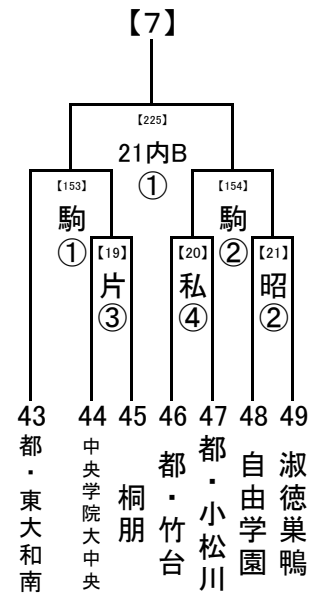 【7】
【225】
21内B
①
【153】
駒
①
【154】
駒
②
【19】
片
③
【20】
私
④
【21】
昭
②
43
都・東大和南
44
中央学院大中央
45
桐朋
46
都・竹台
47
都・小松川
48
自由学園
49
淑徳巣鴨